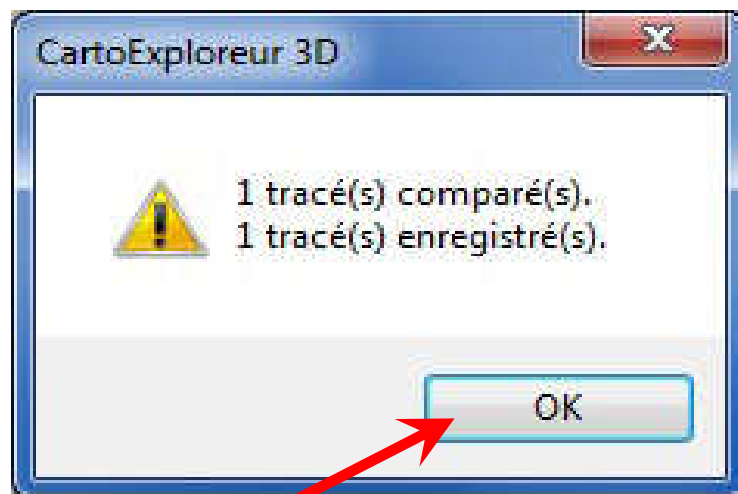 CartoExploreur 3D
1 tracé(s) comparé(s).
1 tracé(s) enregistré(s).
OK